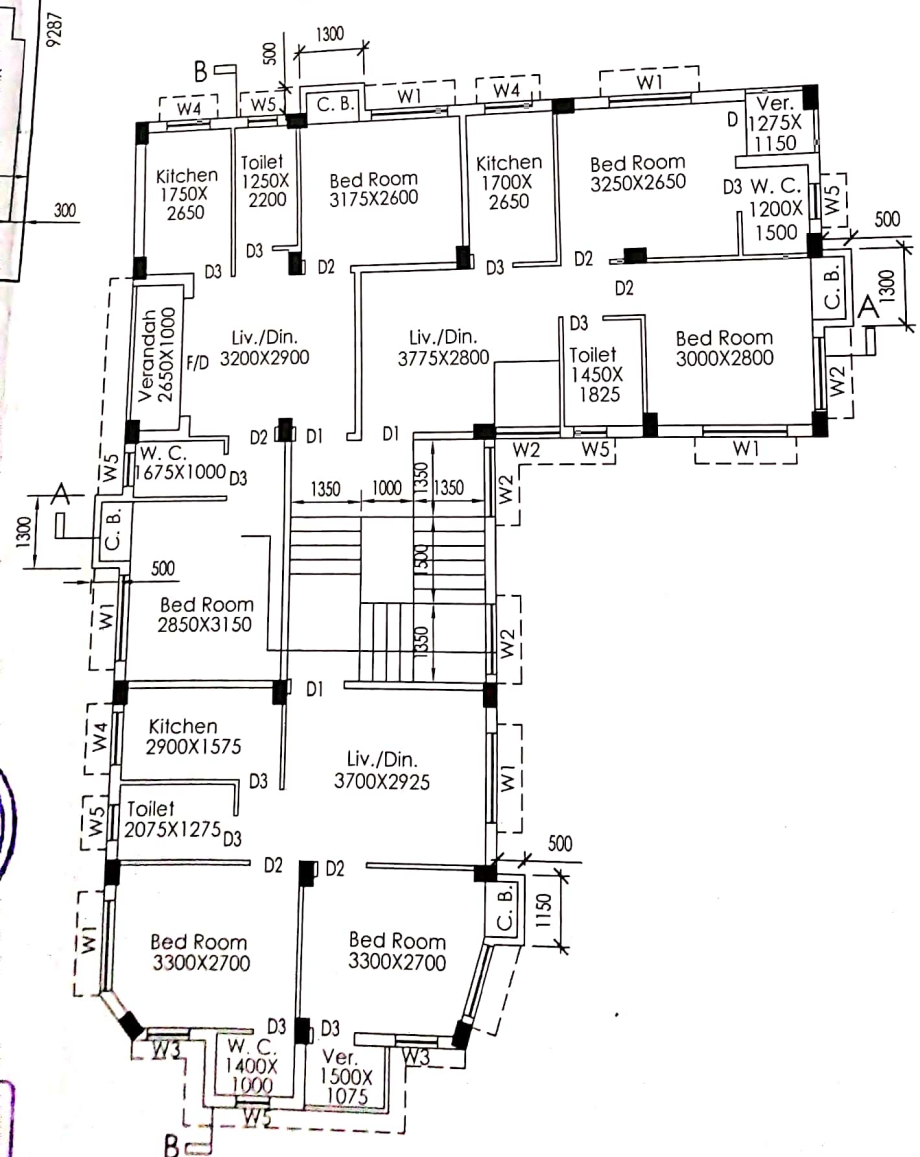 9287
300
1300
500
B
C. B.
W4
W5
W1
W4
W1
Kitchen
1750X
2650
Toilet
1250X
2200
Bed Room
3175X2600
Kitchen
1700X
2650
Bed Room
3250X2650
D
Ver.
1275X
1150
D3
W. C.
1200X
1500
W5
500
1300
C. B.
A
D3
D3
D2
D3
D2
D2
Verandah
2650X1000
F/D
Liv./Din.
3200X2900
Liv./Din.
3775X2800
D3
Toilet
1450X
1825
Bed Room
3000X2800
W2
D2
D1
D1
W2
W5
W1
W5
W. C.
1675X1000
D3
A
1300
C. B.
500
1350
1000
1350
1350
W2
1500
1350
W2
W1
Bed Room
2850X3150
D1
W4
Kitchen
2900X1575
D3
Liv./Din.
3700X2925
W1
W5
Toilet
2075X1275
D3
D2
D2
500
1150
C. B.
W1
Bed Room
3300X2700
Bed Room
3300X2700
D3
D3
W3
W. C.
1400X
1000
Ver.
1500X
1075
W3
W5
B